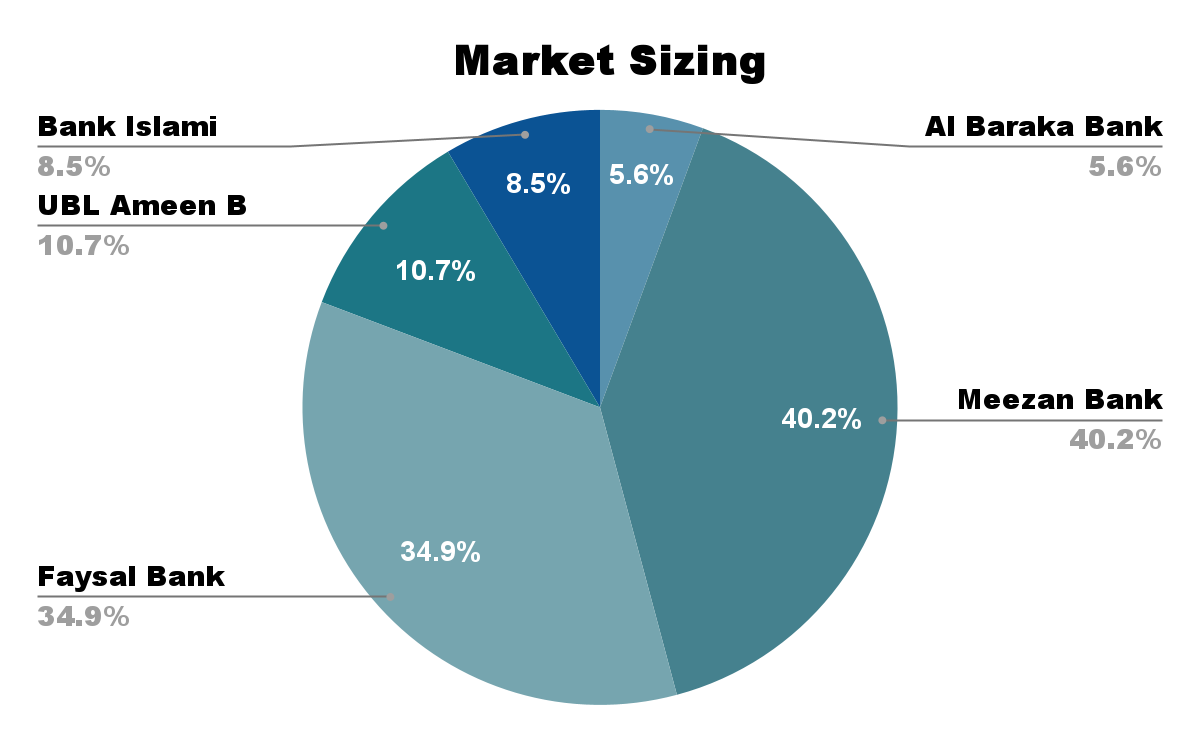 Market Sizing
Bank Islami
8.5%
UBL Ameen B
10.7%
Faysal Bank
34.9%
Al Baraka Bank
5.6%
Meezan Bank
40.2%
8.5%
5.6%
10.7%
40.2%
34.9%